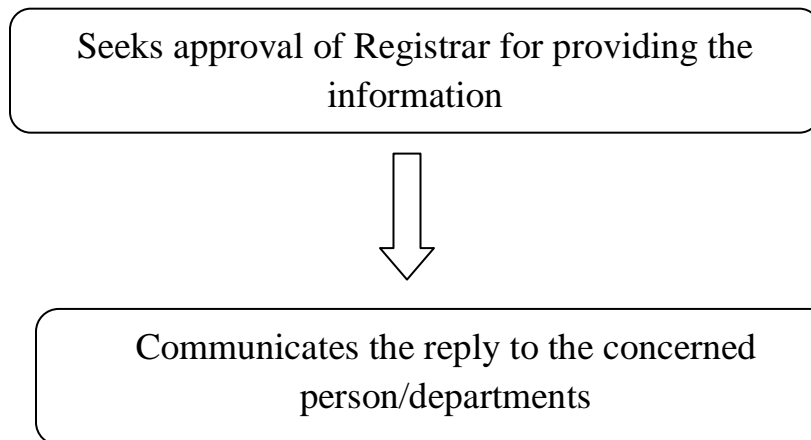 Seeks approval of Registrar for providing the
information
Communicates the reply to the concerned
person/departments